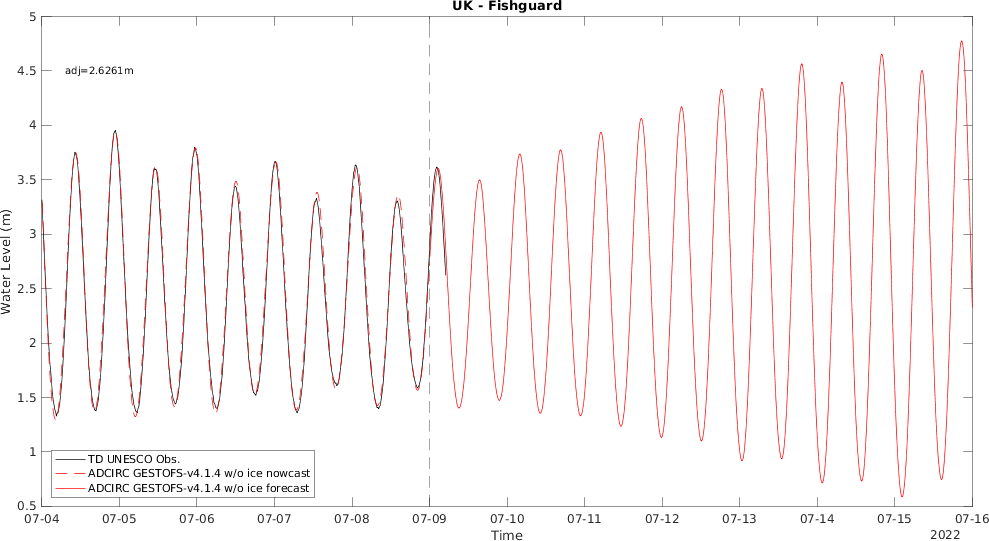 UK - Fishguard
5
4.5
4
3.5
3
2.5
2
1.5
1
0.5
Water Level (m)
adj=2.6261m
TD UNESCO Obs.
ADCIRC GESTOFS-v4.1.4 w/o ice nowcast
ADCIRC GESTOFS-v4.1.4 w/o ice forecast
07-04 07-05 07-06 07-07 07-08 07-09 07-10 07-11 07-12 07-13 07-14 07-15 07-16
Time
2022